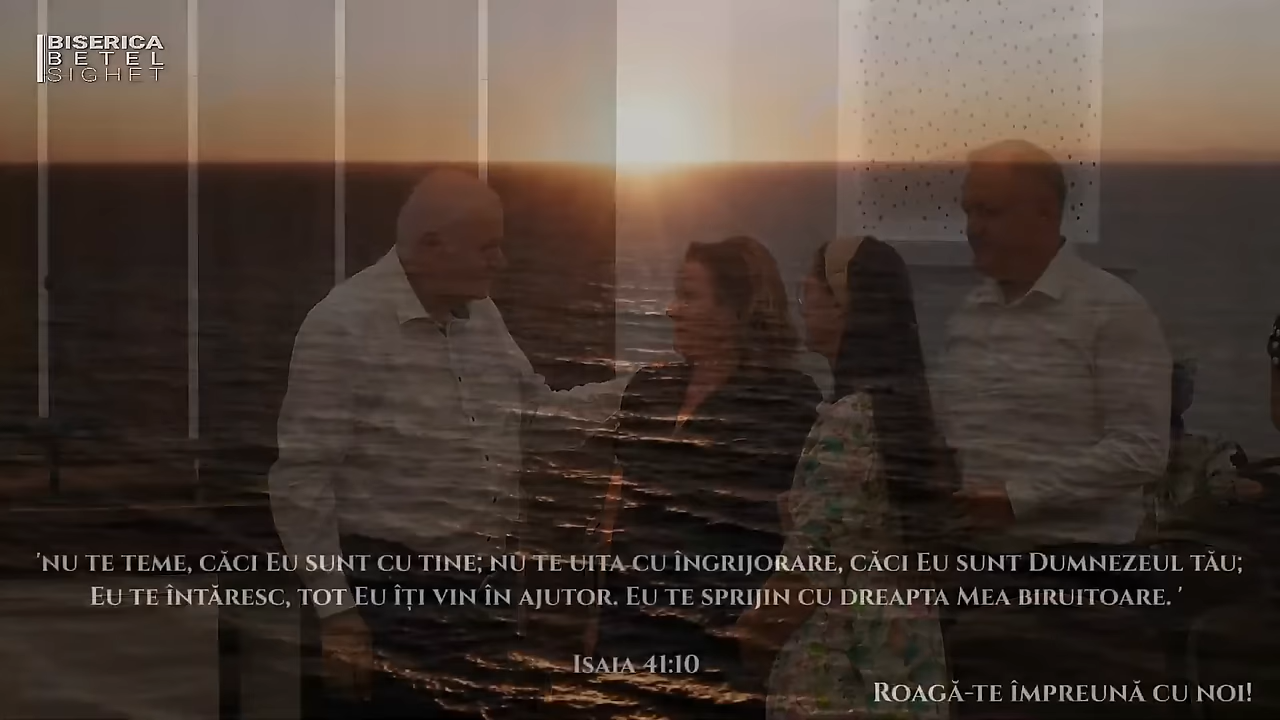 BISERICA
BETEL
SIGHET
'nu te teme, căci Eu sunt cu tine; nu te uita cu îngrijorare, căci Eu sunt Dumnezeul tău;
Eu te întăresc, tot Eu îți vin în ajutor. Eu te sprijin cu dreapta Mea biruitoare. '
Isaia 41:10
Roagă-te împreună cu noi!